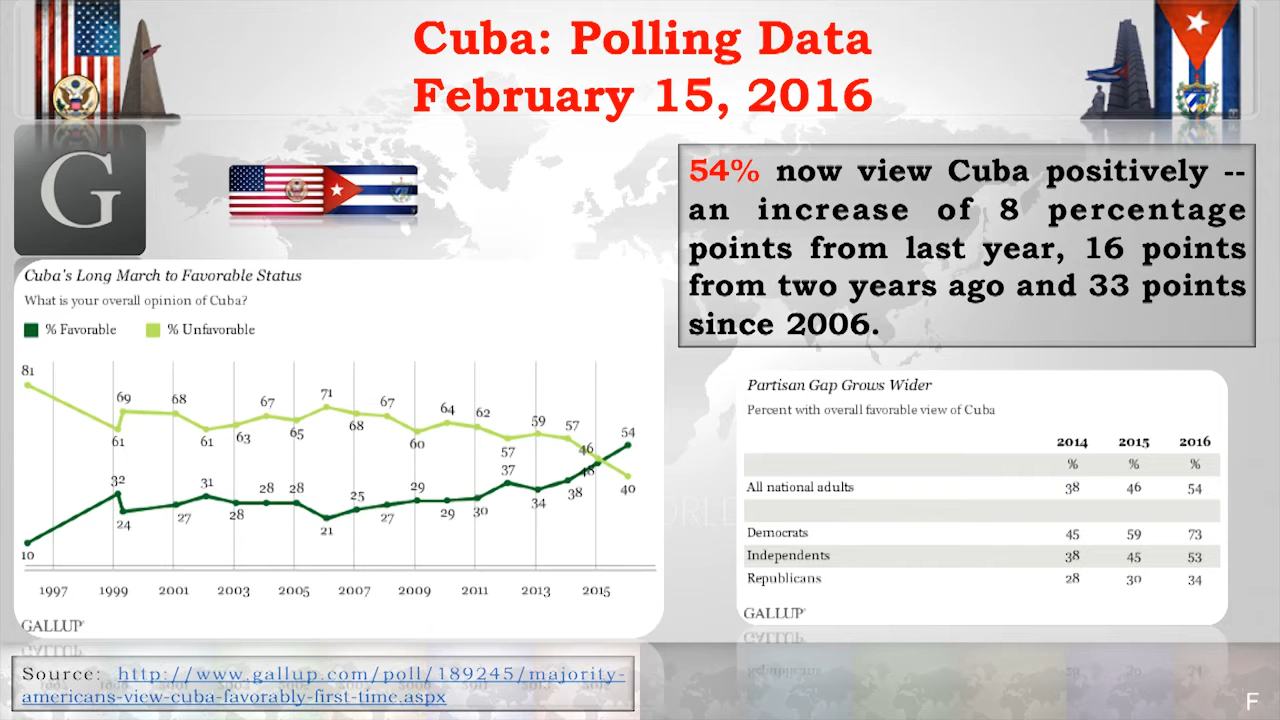 Cuba: Polling Data
February 15, 2016
G
54% now view Cuba positively --
an increase of 8 percentage
points from last year, 16 points
from two years ago and 33 points
since 2006.
Cuba's Long March to Favorable Status
What is your overall opinion of Cuba?
% Favorable % Unfavorable
81
69
61
68
61
63
67
65
71
68
67
60
64
62
57
59
57
46
40
10
32
24
27
31
28
28
28
21
25
27
29
29
30
37
34
38
48
54
1997 1999 2001 2003 2005 2007 2009 2011 2013 2015
GALLUP
Partisan Gap Grows Wider
Percent with overall favorable view of Cuba
2014 2015 2016
% % %
All national adults 38 46 54
Democrats 45 59 73
Independents 38 45 53
Republicans 28 30 34
GALLUP
http://www.gallup.com/poll/189245/majority-
americans-view-cuba-favorably-first-time.aspx
F